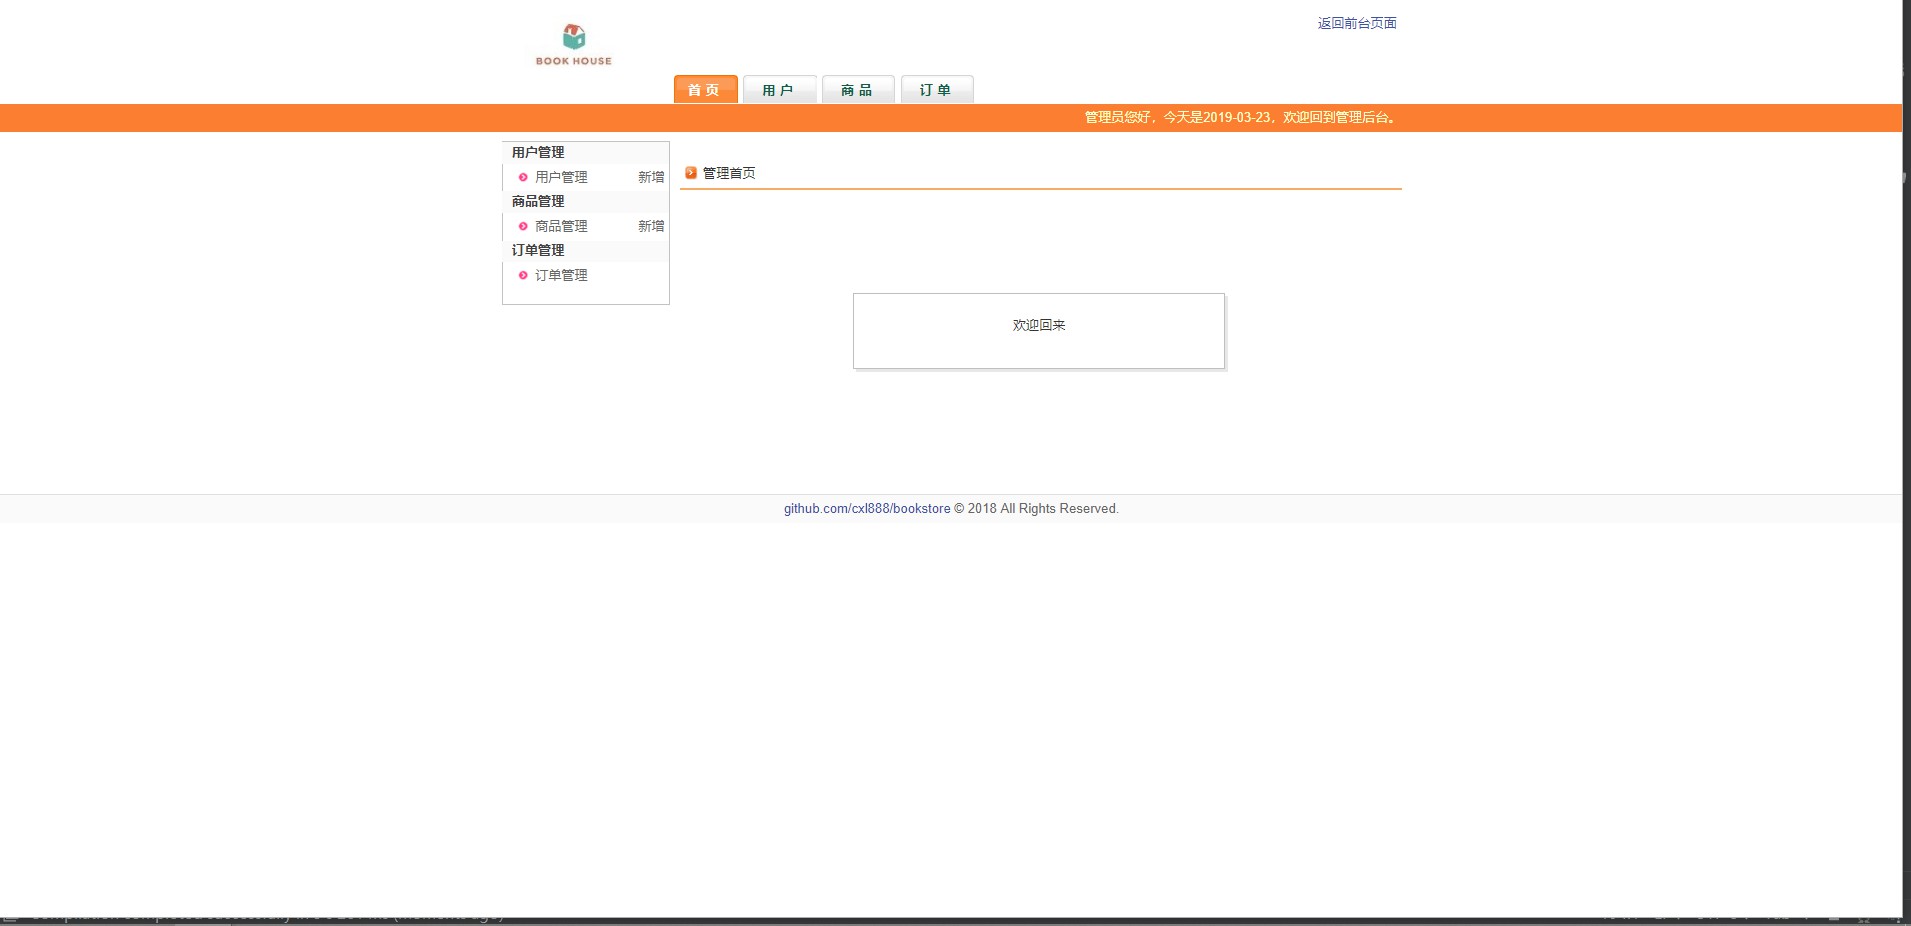 返回前台页面
BOOK HOUSE
首页 用户 商品 订单
管理员您好，今天是2019-03-23，欢迎回到管理后台。
用户管理
用户管理 新增
商品管理
商品管理 新增
订单管理
订单管理
管理首页
欢迎回来
github.com/cxl888/bookstore © 2018 All Rights Reserved.